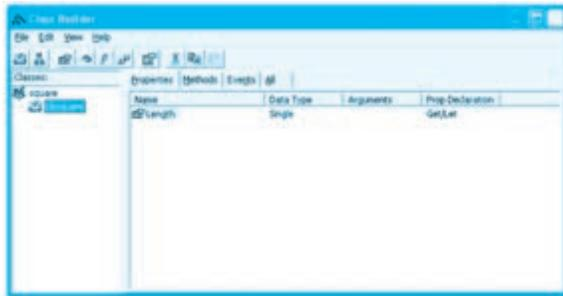 Class Builder
File Edit View Help
Classes:
Properties Methods Events All
square
Name Data Type Arguments Prop Declaration
Length Single Get/Let